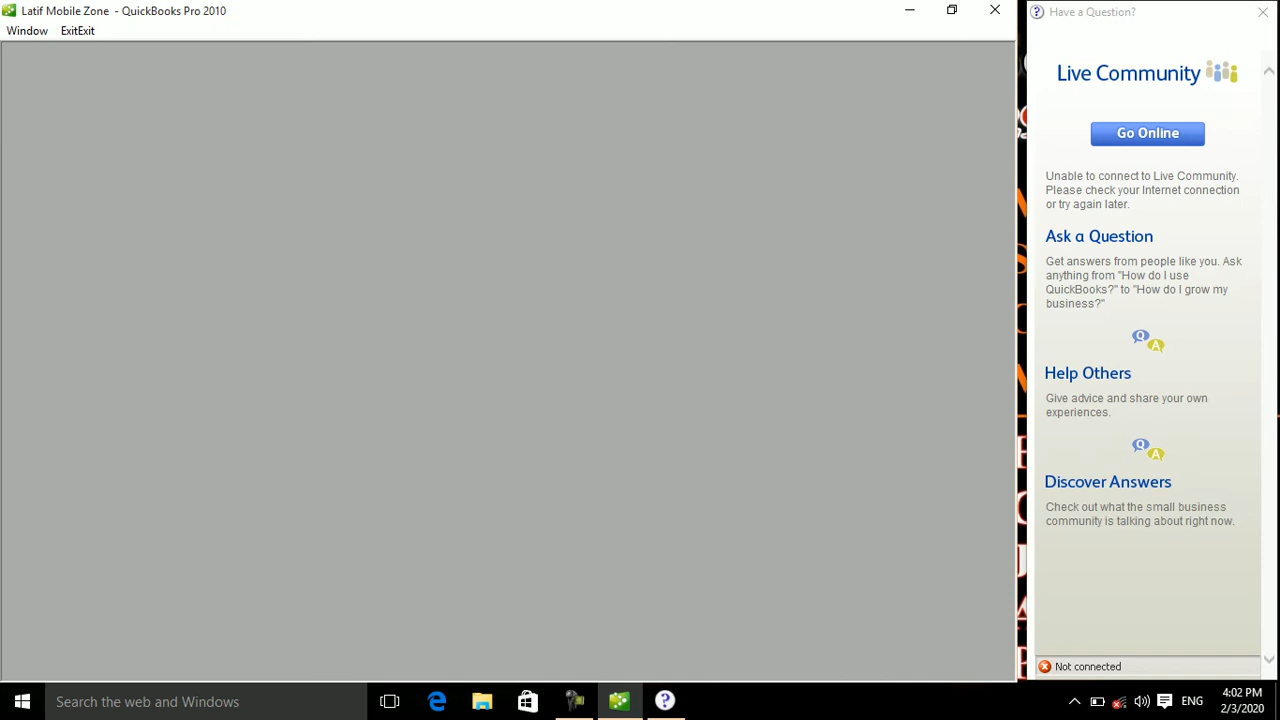 Latif Mobile Zone - QuickBooks Pro 2010
Window ExitExit
Have a Question?
Live Community
Go Online
Unable to connect to Live Community.
Please check your Internet connection
or try again later.
Ask a Question
Get answers from people like you. Ask
anything from "How do I use
QuickBooks?" to "How do I grow my
business?"
Q A
Help Others
Give advice and share your own
experiences.
Q A
Discover Answers
Check out what the small business
community is talking about right now.
Not connected
Search the web and Windows
ENG
4:02 PM
2/3/2020